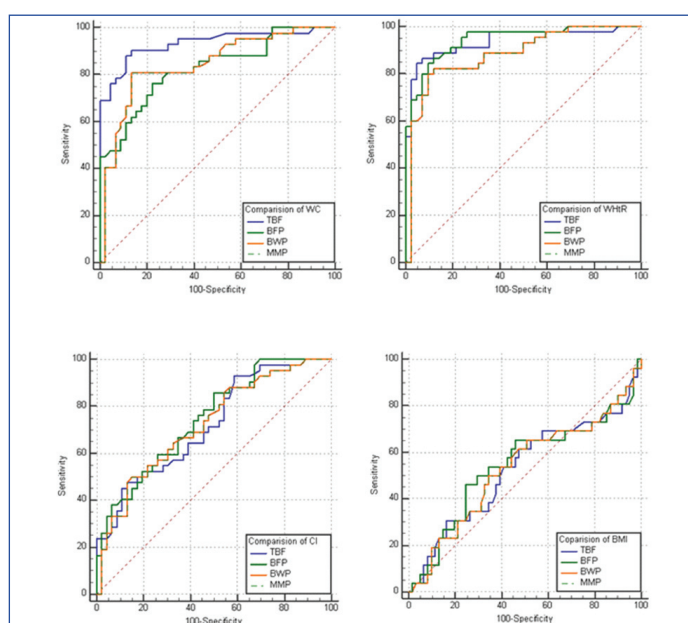 100
80
60
40
20
0
Sensitivity
Comparision of WC
TBF
BFP
BWP
MMP
0 20 40 60 80 100
100-Specificity
100
80
60
40
20
0
Sensitivity
Comparision of WHtR
TBF
BFP
BWP
MMP
0 20 40 60 80 100
100-Specificity
100
80
60
40
20
0
Sensitivity
Comparision of CI
TBF
BFP
BWP
MMP
0 20 40 60 80 100
100-Specificity
100
80
60
40
20
0
Sensitivity
Coparision of BMI
TBF
BFP
BWP
MMP
0 20 40 60 80 100
100-Specificity